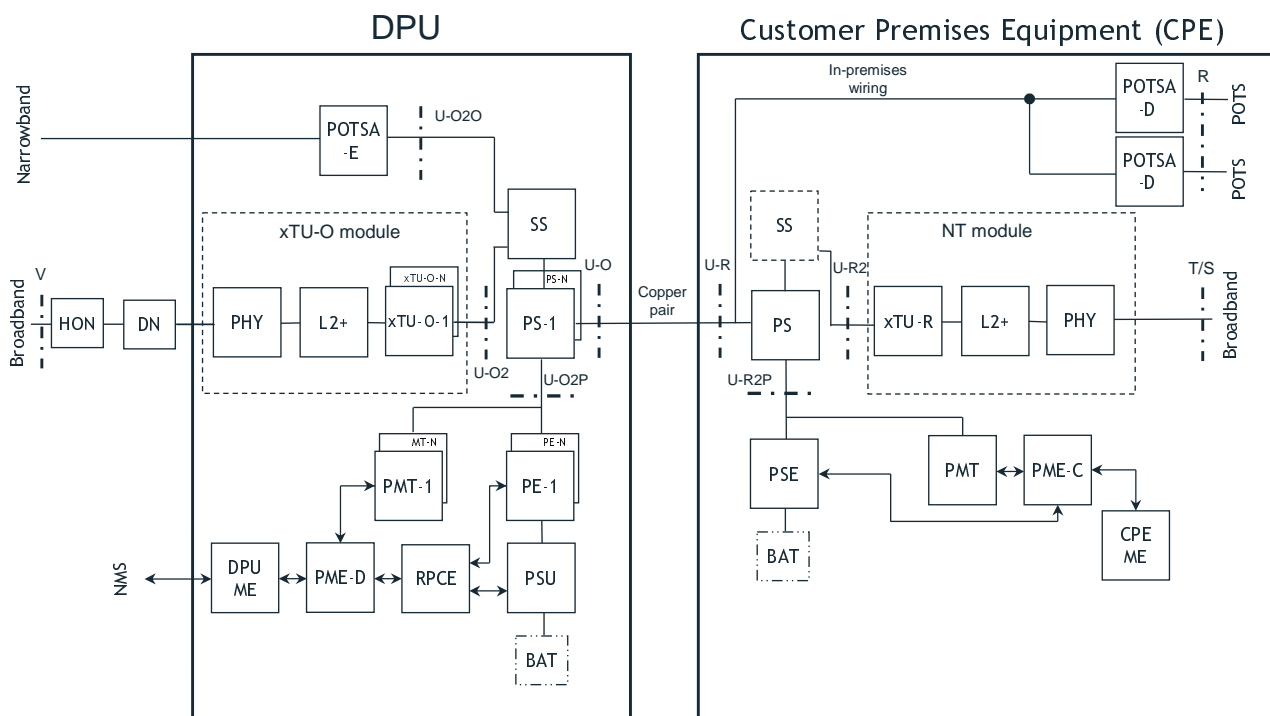 DPU
Customer Premises Equipment (CPE)
Narrowband
POTSA
-E
U-O2O
In-premises
wiring
POTSA
-D
R
POTS
POTSA
-D
POTS
SS
xTU-O module
SS
NT module
V
Broadband
HON
DN
PHY
L2+
xTU-O-N
xTU-O-1
U-O2
PS-N
PS-1
U-O
Copper
pair
U-R
PS
U-R2
xTU-R
L2+
PHY
T/S
Broadband
U-O2P
U-R2P
MT-N
PMT-1
PE-N
PE-1
PSE
PMT
PME-C
BAT
CPE
ME
NMS
DPU
ME
PME-D
RPCE
PSU
BAT